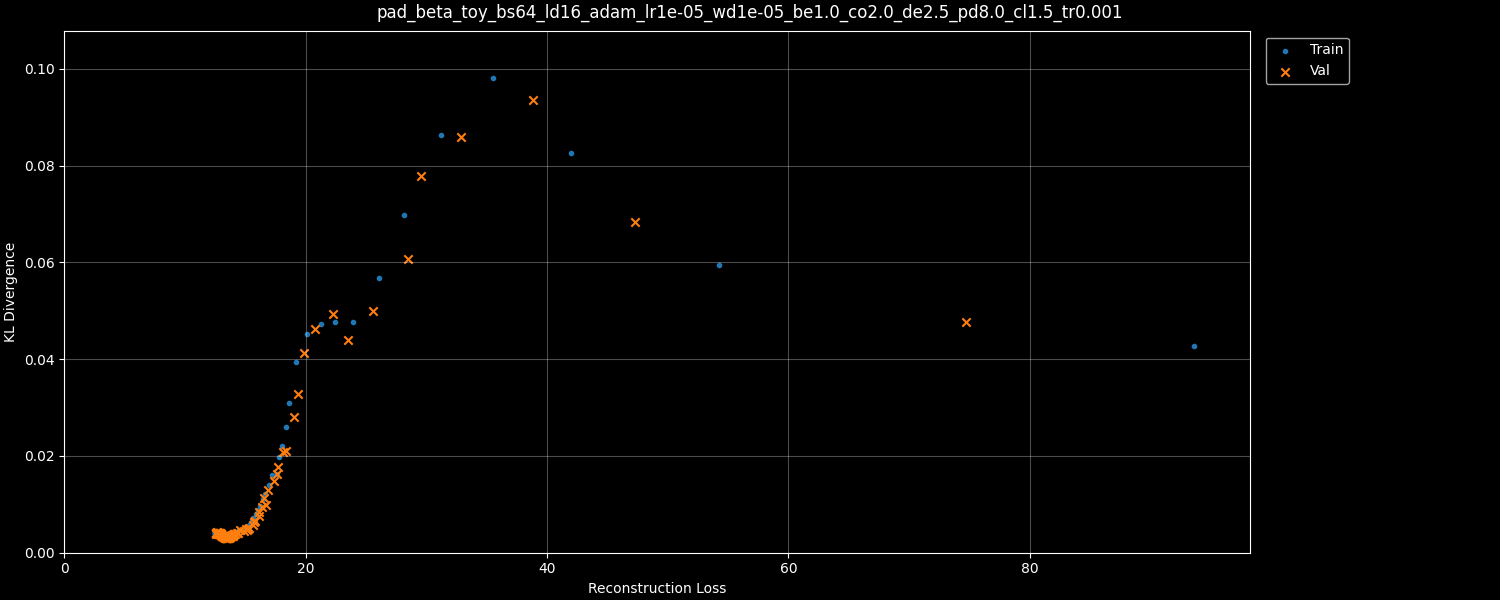 pad_beta_toy_bs64_ld16_adam_lr1e-05_wd1e-05_be1.0_co2.0_de2.5_pd8.0_cl1.5_tr0.001
Train
Val
KL Divergence
0.10
0.08
0.06
0.04
0.02
0.00
0
20
40
60
80
Reconstruction Loss